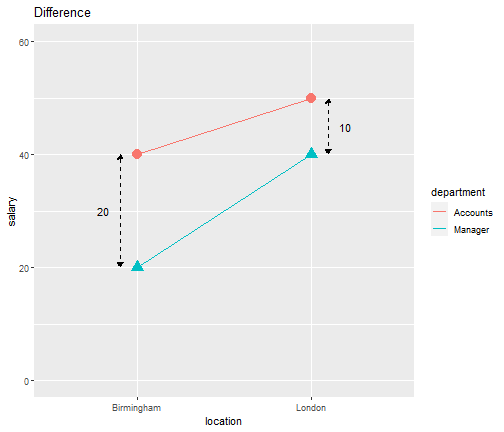 Difference
60
40
20
0
salary
20
10
Birmingham
London
location
department
Accounts
Manager